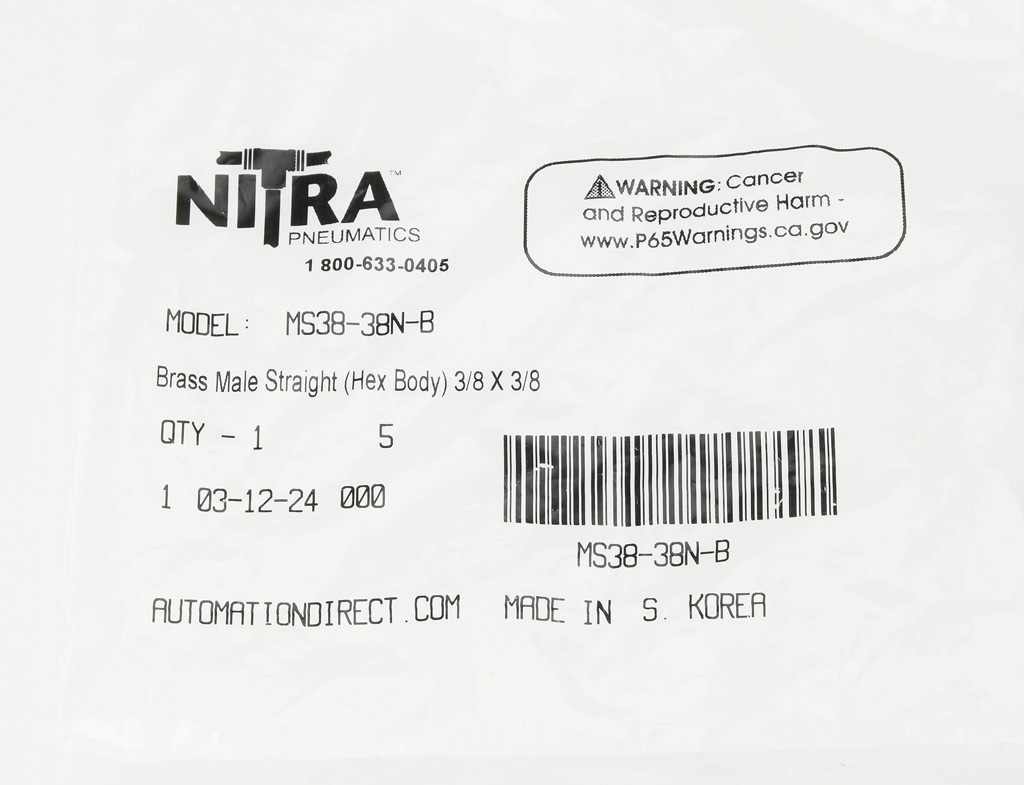 NITRA™
PNEUMATICS
1 800-633-0405
WARNING: Cancer
and Reproductive Harm -
www.P65Warnings.ca.gov
MODEL: MS38-38N-B
Brass Male Straight (Hex Body) 3/8 X 3/8
QTY - 1 5
1 03-12-24 000
MS38-38N-B
AUTOMATIONDIRECT.COM MADE IN S. KOREA